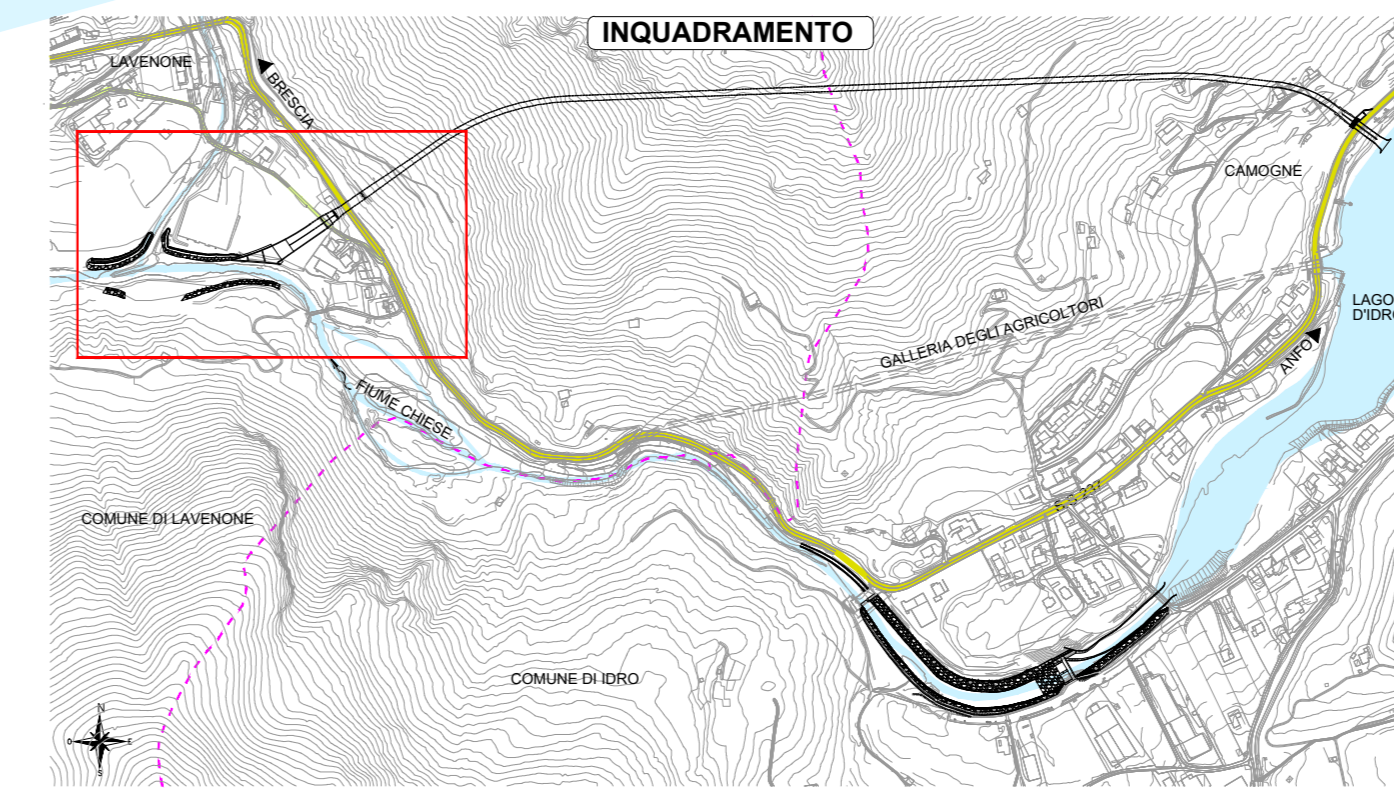 INQUADRAMENTO
LAVENONE
BRESCIA
CAMOGNE
LAGO
D'IDRO
GALLERIA DEGLI AGRICOLTORI
ANFO
FIUME CHIESE
COMUNE DI LAVENONE
COMUNE DI IDRO
N
O
E
S